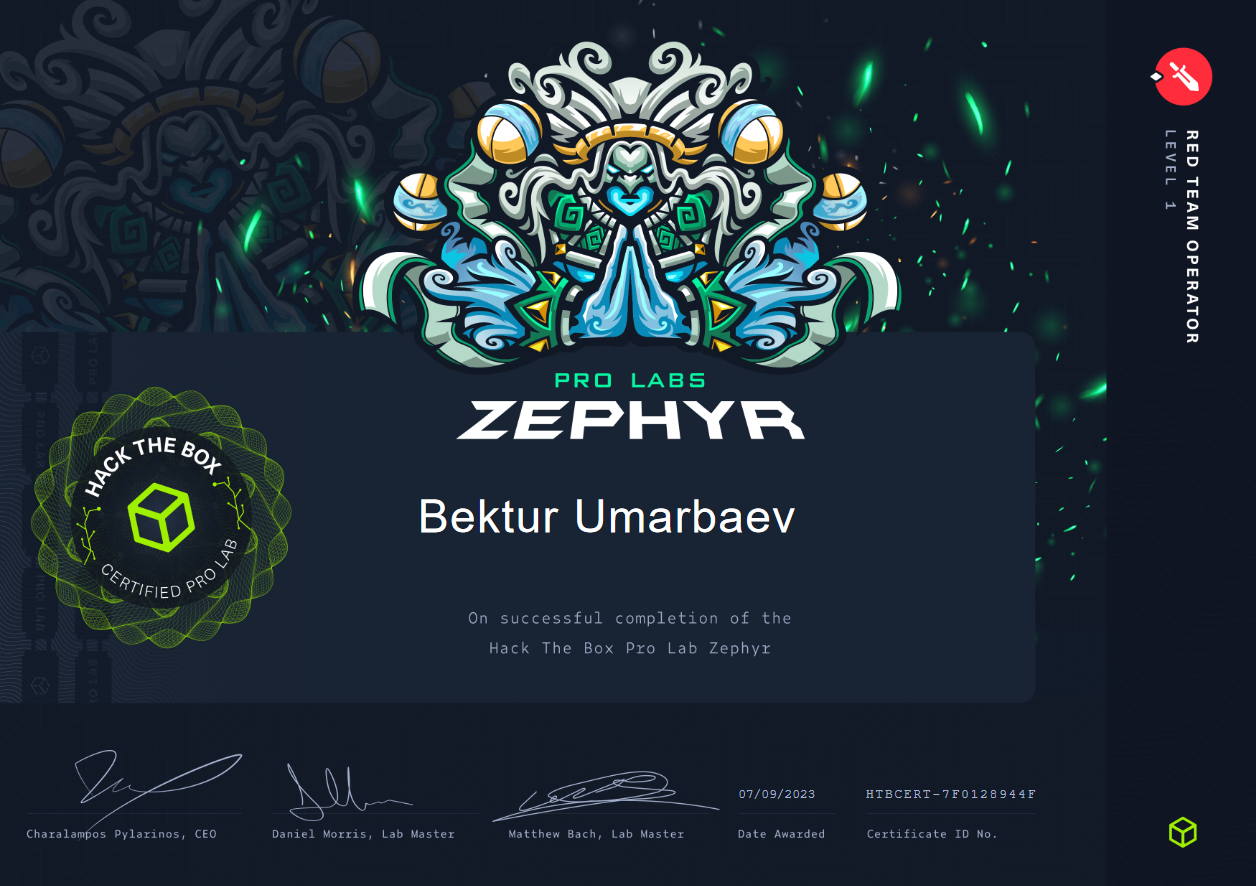 RED TEAM OPERATOR
LEVEL 1
PRO LABS
ZEPHYR
HACK THE BOX
CERTIFIED PRO LAB
Bektur Umarbaev
On successful completion of the
Hack The Box Pro Lab Zephyr
07/09/2023
HTBCERT-7F0128944F
Charalampos Pylarinos, CEO
Daniel Morris, Lab Master
Matthew Bach, Lab Master
Date Awarded
Certificate ID No.